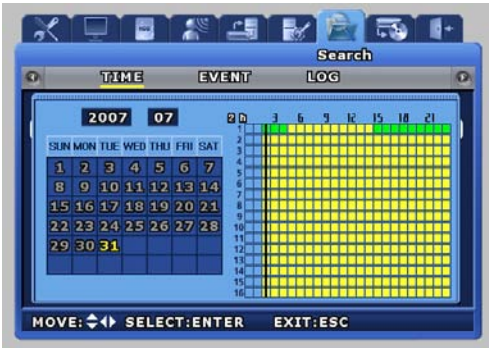 Search
TIME EVENT LOG
2007 07
3 6 9 12 15 18 21
SUN MON TUE WED THU FRI SAT
1 2 3 4 5 6 7
8 9 10 11 12 13 14
15 16 17 18 19 20 21
22 23 24 25 26 27 28
29 30 31
1
2
3
4
5
6
7
8
9
10
11
12
13
14
15
16
MOVE: SELECT:ENTER EXIT:ESC